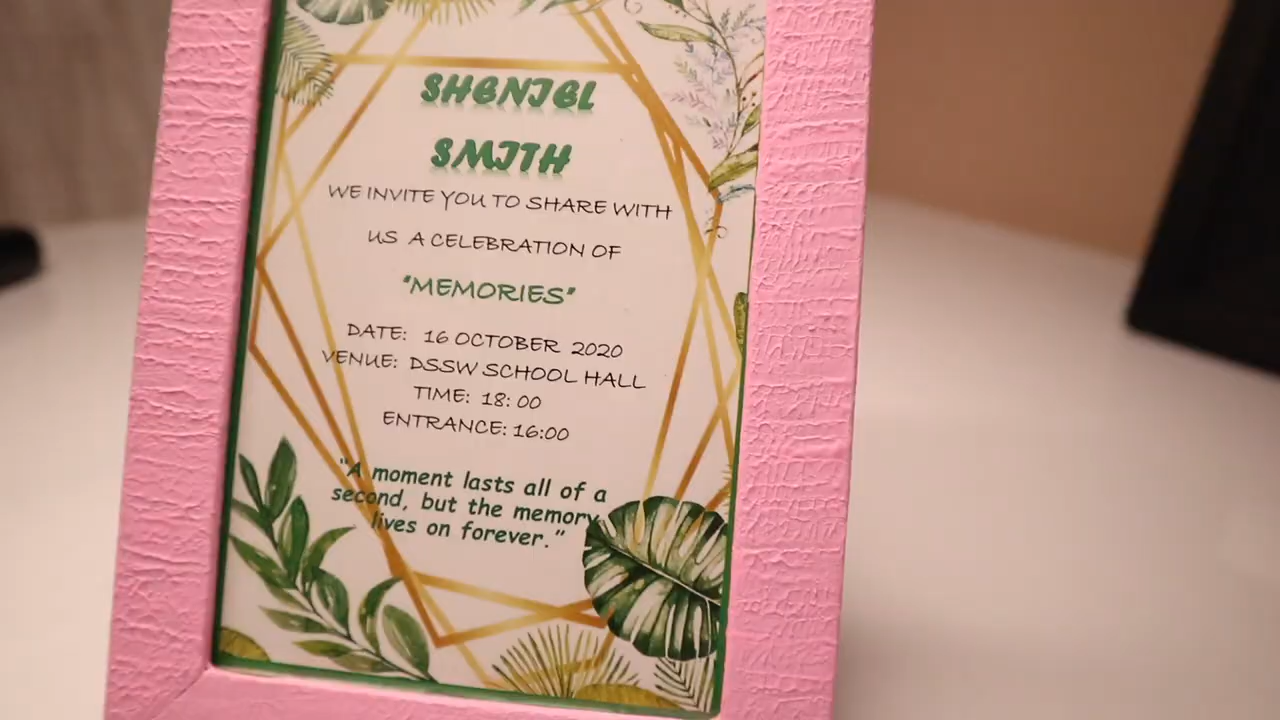 SHENIEL
SMITH
WE INVITE YOU TO SHARE WITH
US A CELEBRATION OF
"MEMORIES"
DATE: 16 OCTOBER 2020
VENUE: DSSW SCHOOL HALL
TIME: 18: 00
ENTRANCE: 16:00
"A moment lasts all of a
second, but the memory
lives on forever."